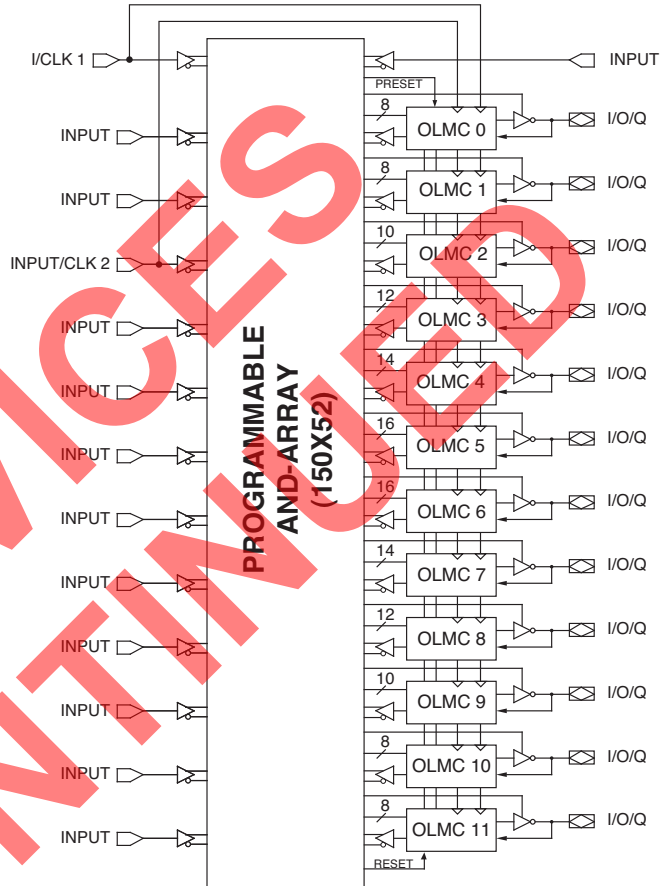 I/CLK 1
INPUT
PRESET
8
OLMC 0
I/O/Q
INPUT
8
OLMC 1
I/O/Q
INPUT
10
OLMC 2
I/O/Q
INPUT/CLK 2
12
OLMC 3
I/O/Q
INPUT
14
OLMC 4
I/O/Q
INPUT
16
OLMC 5
I/O/Q
INPUT
16
OLMC 6
I/O/Q
INPUT
14
OLMC 7
I/O/Q
INPUT
12
OLMC 8
I/O/Q
INPUT
10
OLMC 9
I/O/Q
INPUT
8
OLMC 10
I/O/Q
INPUT
8
OLMC 11
I/O/Q
INPUT
RESET
PROGRAMMABLE
AND-ARRAY
(150X52)
VICES
NTINUED